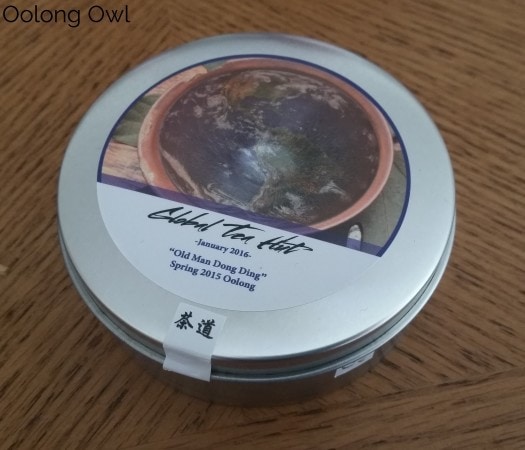 Oolong Owl
Global Tea Hut
-January 2016-
"Old Man Dong Ding"
Spring 2015 Oolong
茶道